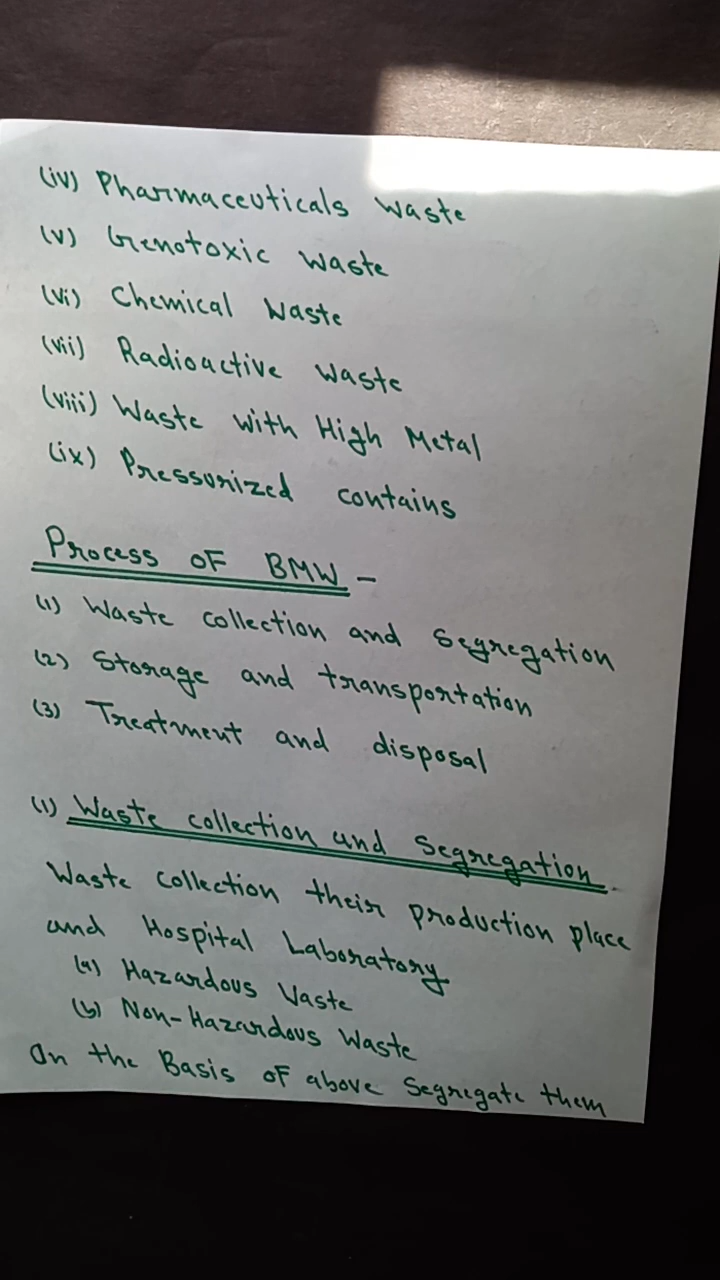 (iv) Pharmaceuticals Waste
(v) Genotoxic Waste
(vi) Chemical Waste
(vii) Radioactive Waste
(viii) Waste with High Metal
(ix) Pressurized contains
Process OF BMW -
(1) Waste collection and Segregation
(2) Storage and transportation
(3) Treatment and disposal
(1) Waste collection and Segregation
Waste collection their production place
and Hospital Laboratory
(a) Hazardous Waste
(b) Non-Hazardous Waste
On the Basis of above Segregate them